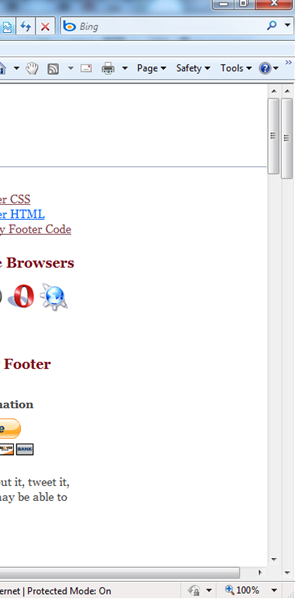 Bing
Page Safety Tools
er CSS
er HTML
y Footer Code
e Browsers
Footer
nation
e
BANK
ut it, tweet it,
may be able to
ernet | Protected Mode: On 100%